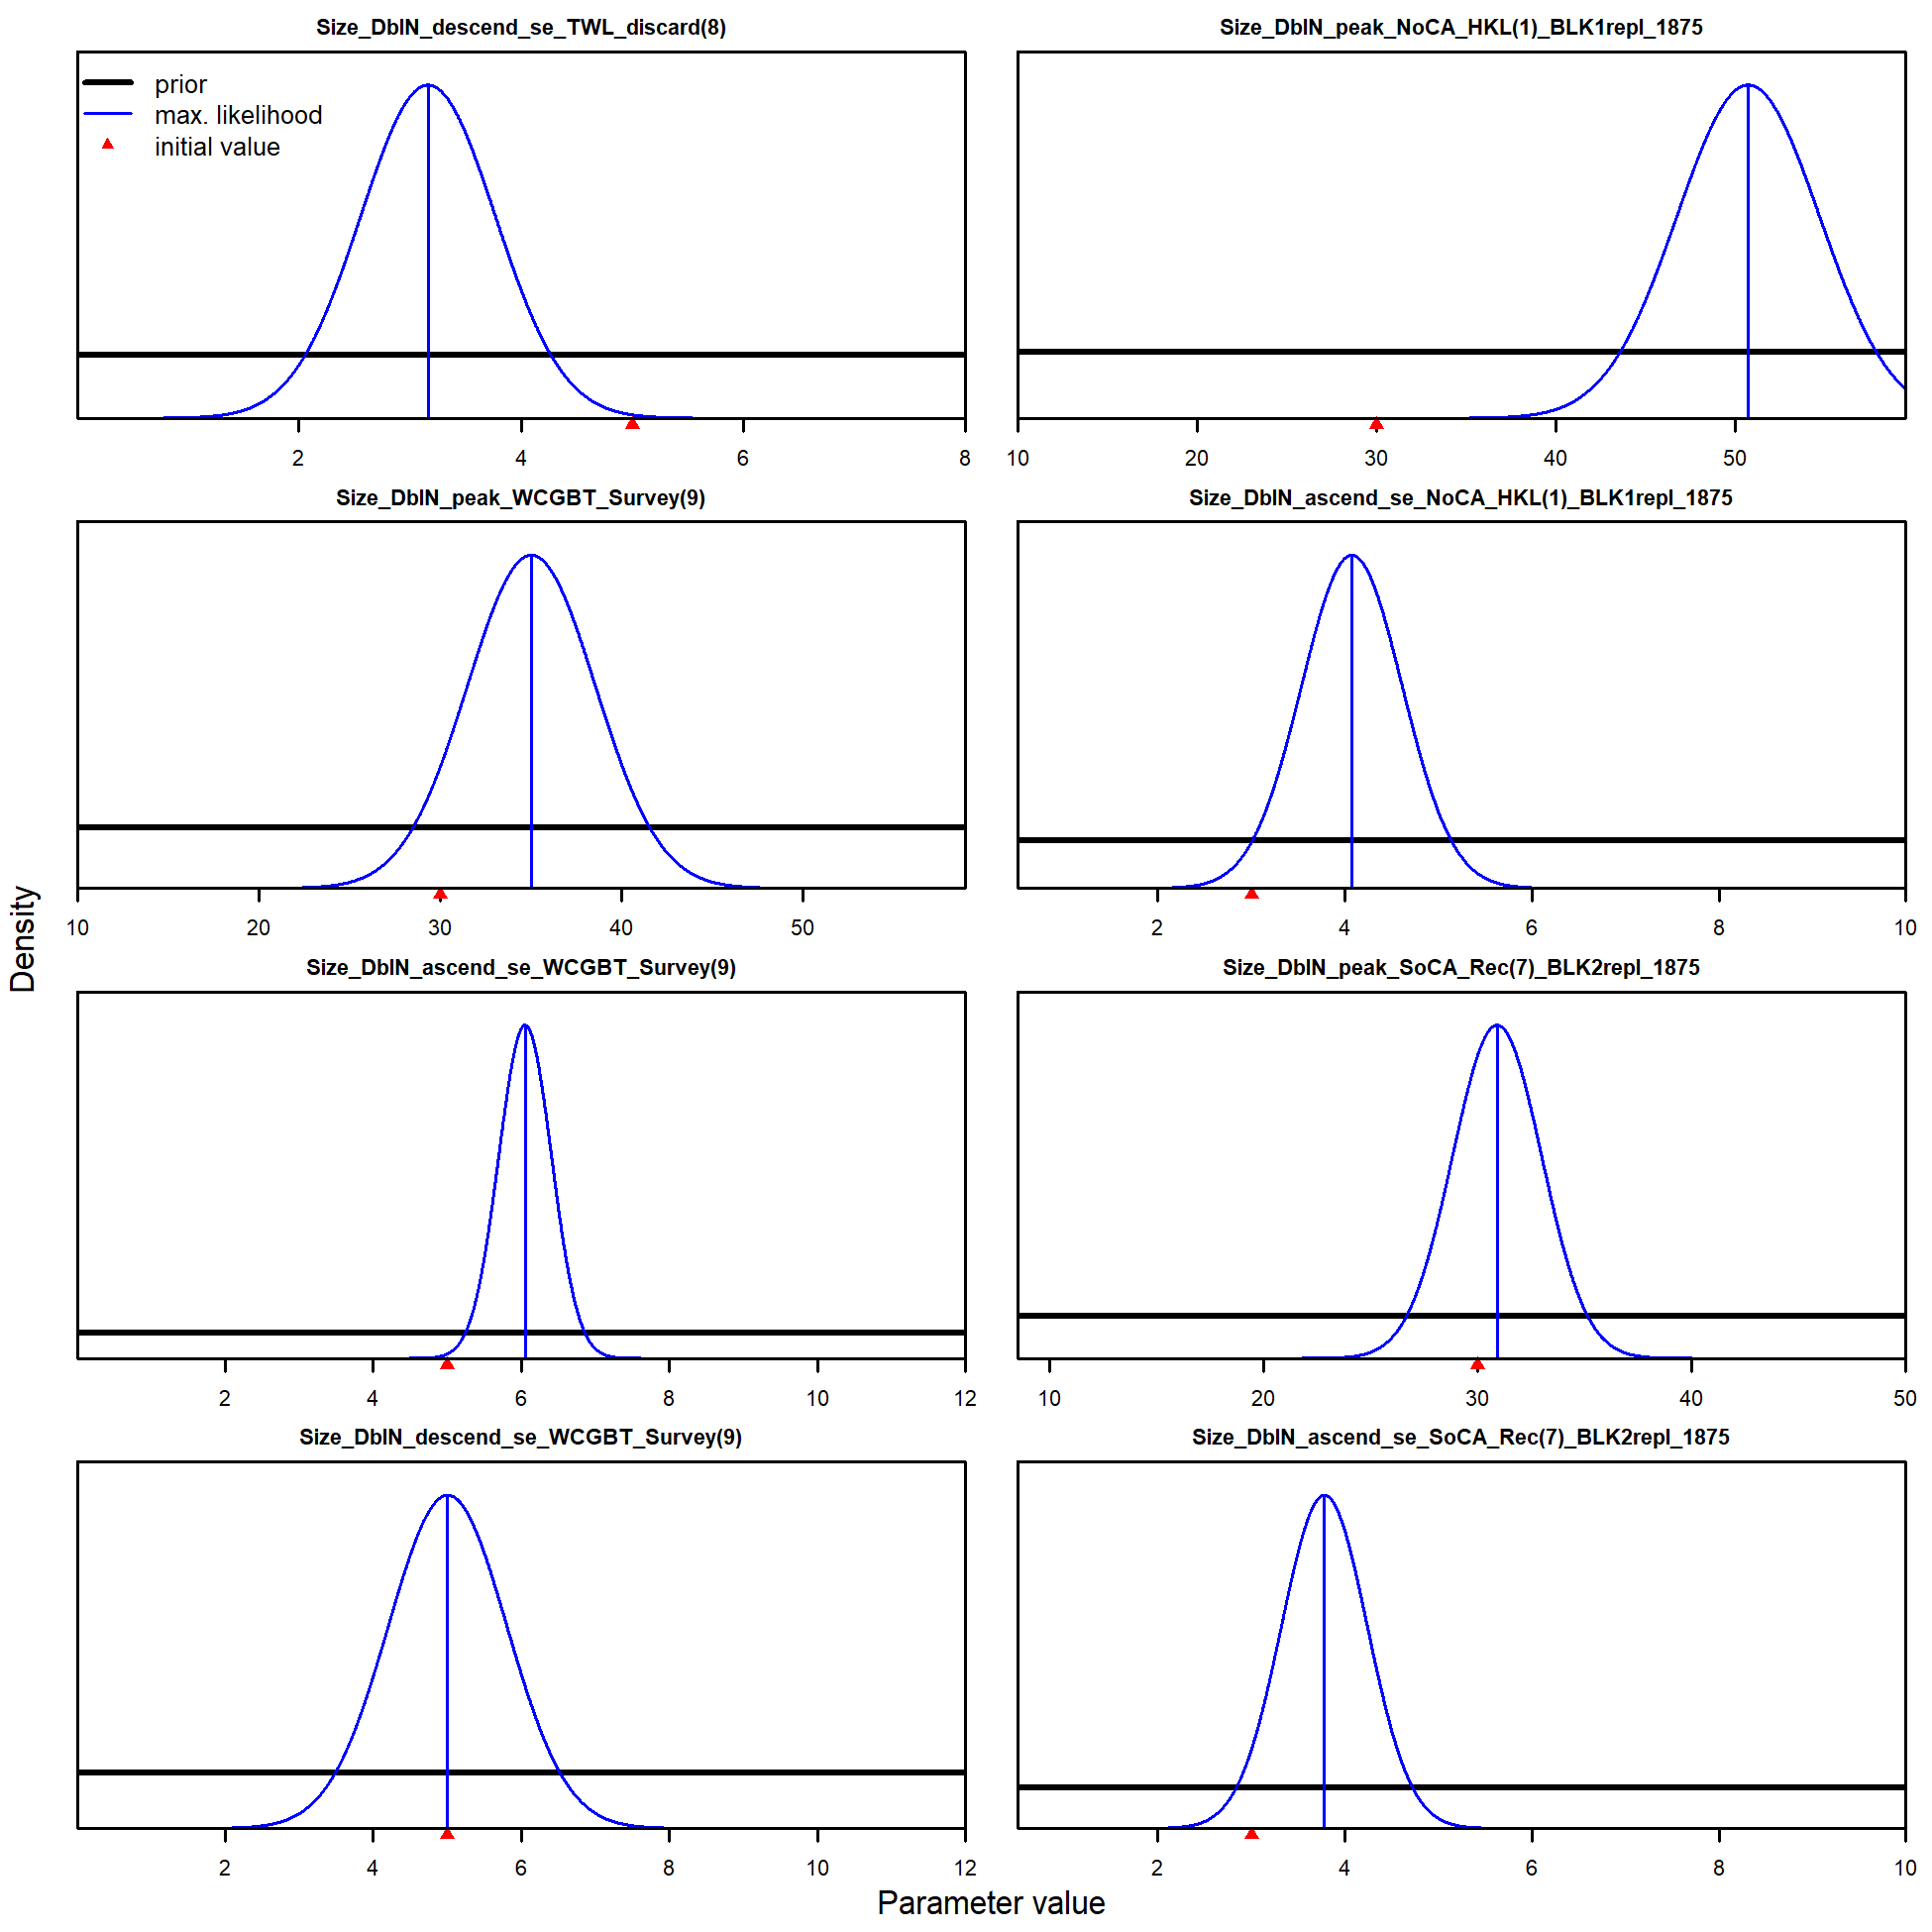 Size_DblN_descend_se_TWL_discard(8)
prior
max. likelihood
initial value
2 4 6 8
Size_DblN_peak_NoCA_HKL(1)_BLK1repl_1875
10 20 30 40 50
Size_DblN_peak_WCGBT_Survey(9)
10 20 30 40 50
Size_DblN_ascend_se_NoCA_HKL(1)_BLK1repl_1875
2 4 6 8 10
Size_DblN_ascend_se_WCGBT_Survey(9)
2 4 6 8 10 12
Size_DblN_peak_SoCA_Rec(7)_BLK2repl_1875
10 20 30 40 50
Size_DblN_descend_se_WCGBT_Survey(9)
2 4 6 8 10 12
Size_DblN_ascend_se_SoCA_Rec(7)_BLK2repl_1875
2 4 6 8 10
Density
Parameter value